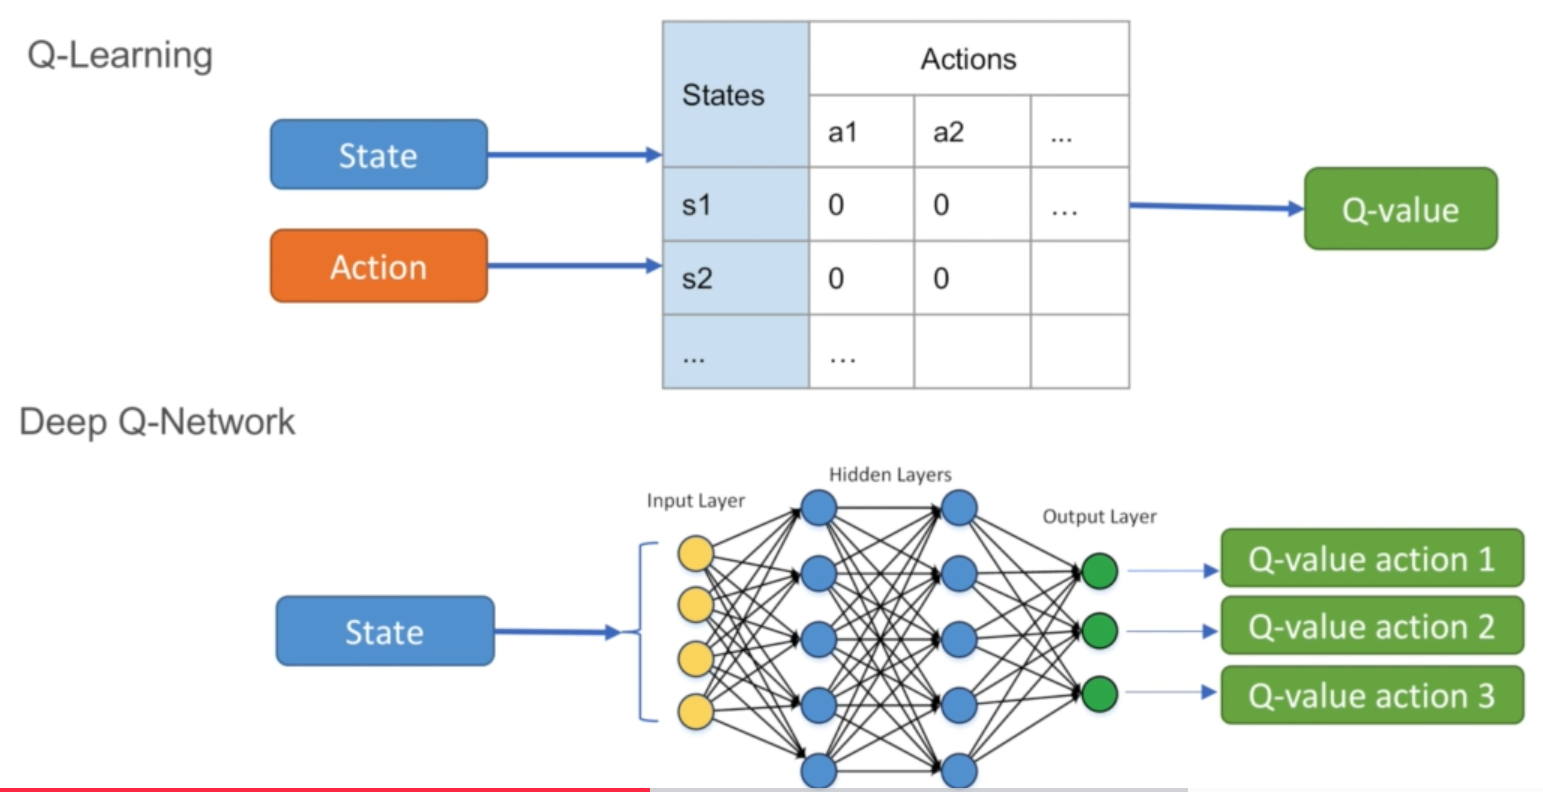 Q-Learning
State
Action
States
Actions
a1 a2 ...
s1 0 0 ...
s2 0 0
... ...
Q-value
Deep Q-Network
Hidden Layers
Input Layer
Output Layer
State
Q-value action 1
Q-value action 2
Q-value action 3